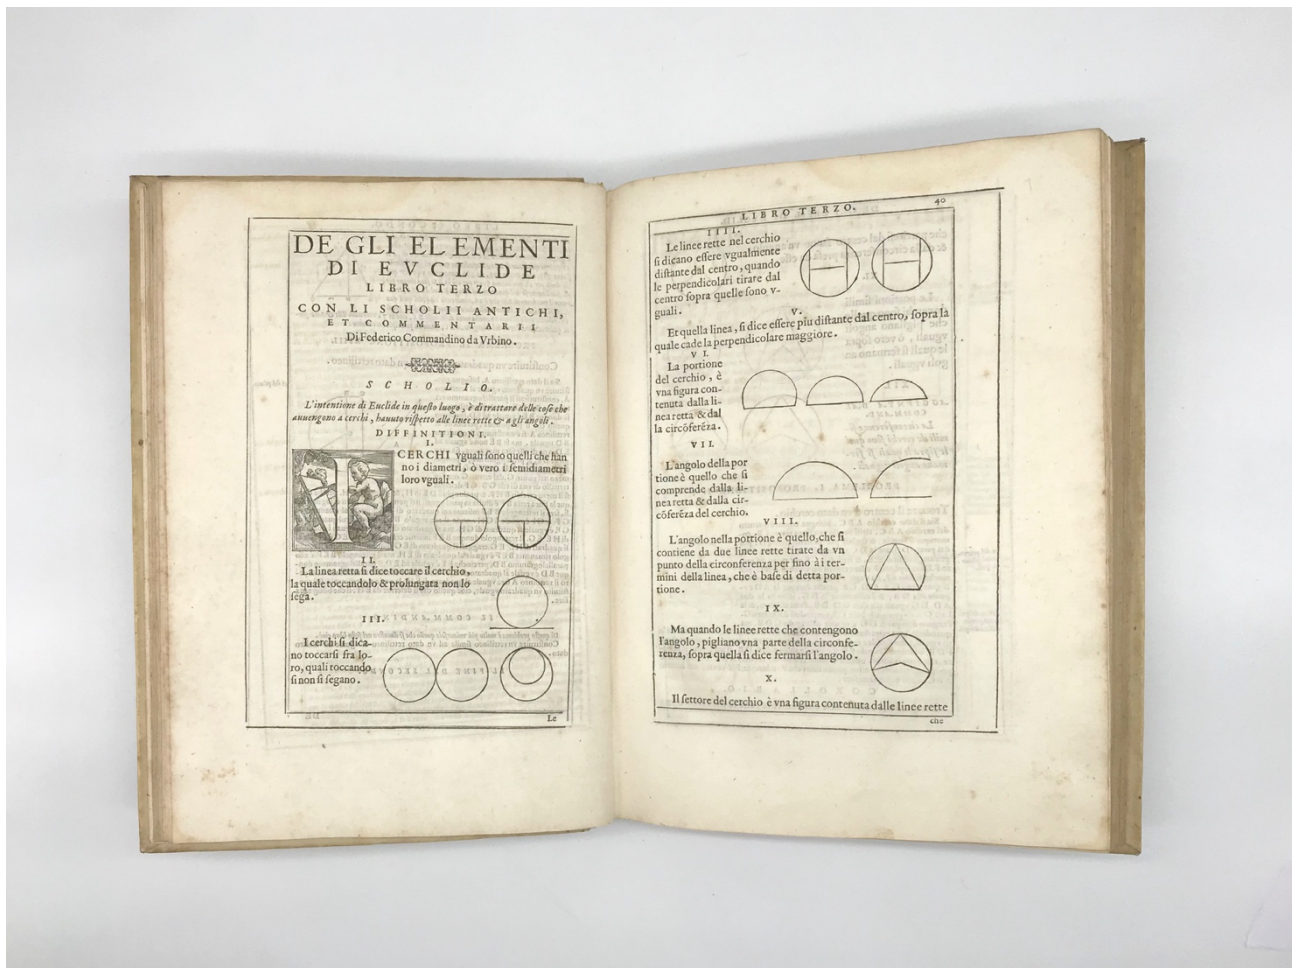 DE GLI ELEMENTI
DI EVCLIDE
LIBRO TERZO
CON LI SCHOLII ANTICHI,
ET COMMENTARII
Di Federico Commandino da Vrbino.
SCHOLIO.
L'intentione di Euclide in questo luogo, è di trattare delle cose che
auuengono a cerchi, hauuto rispetto alle linee rette & a gli angoli.
DIFFINITIONI.
I.
I CERCHI vguali sono quelli che han
no i diametri, ò vero i semidiametri
loro vguali.
II.
La linea retta si dice toccare il cerchio,
la quale toccandolo & prolungata non lo
sega.
III.
I cerchi si dica-
no toccarsi fra lo-
ro, quali toccando
si non si segano.
Le
LIBRO TERZO.
40
IIII.
Le linee rette nel cerchio
si dicano essere vgualmente
distante dal centro, quando
le perpendicolari tirate dal
centro sopra quelle sono v-
guali.
V.
Et quella linea, si dice essere piu distante dal centro, sopra la
quale cade la perpendicolare maggiore.
VI.
La portione
del cerchio, è
vna figura con-
tenuta dalla li-
nea retta & dal
la circōferēza.
VII.
L'angolo della por
tione è quello che si
comprende dalla li-
nea retta & dalla cir-
cōferēza del cerchio.
VIII.
L'angolo nella portione è quello, che si
contiene da due linee rette tirate da vn
punto della circonferenza per fino à i ter-
mini della linea, che è base di detta por-
tione.
IX.
Ma quando le linee rette che contengono
l'angolo, pigliano vna parte della circonfe-
renza, sopra quella si dice fermarsi l'angolo.
X.
Il settore del cerchio è vna figura contenuta dalle linee rette
che